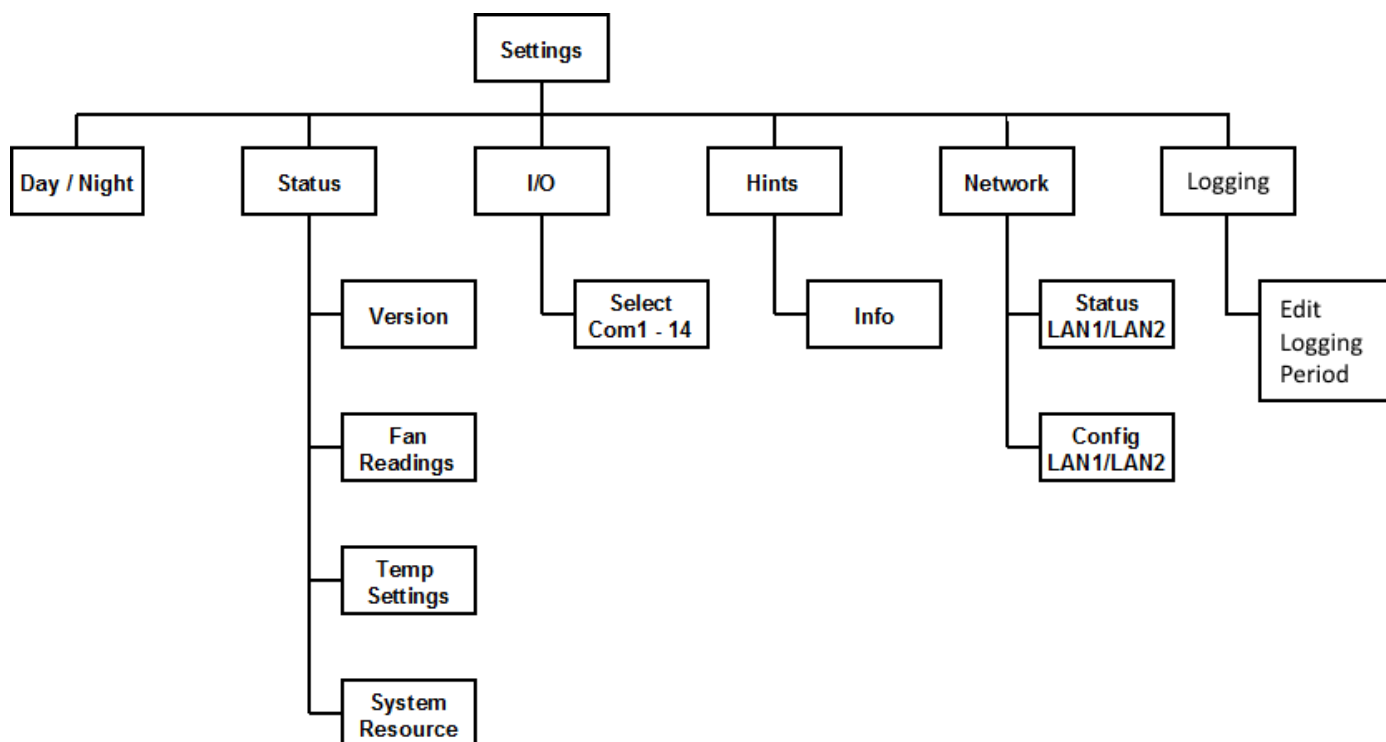 Settings
Day / Night
Status
I/O
Hints
Network
Logging
Version
Select
Com1 - 14
Info
Status
LAN1/LAN2
Edit
Logging
Period
Fan
Readings
Config
LAN1/LAN2
Temp
Settings
System
Resource